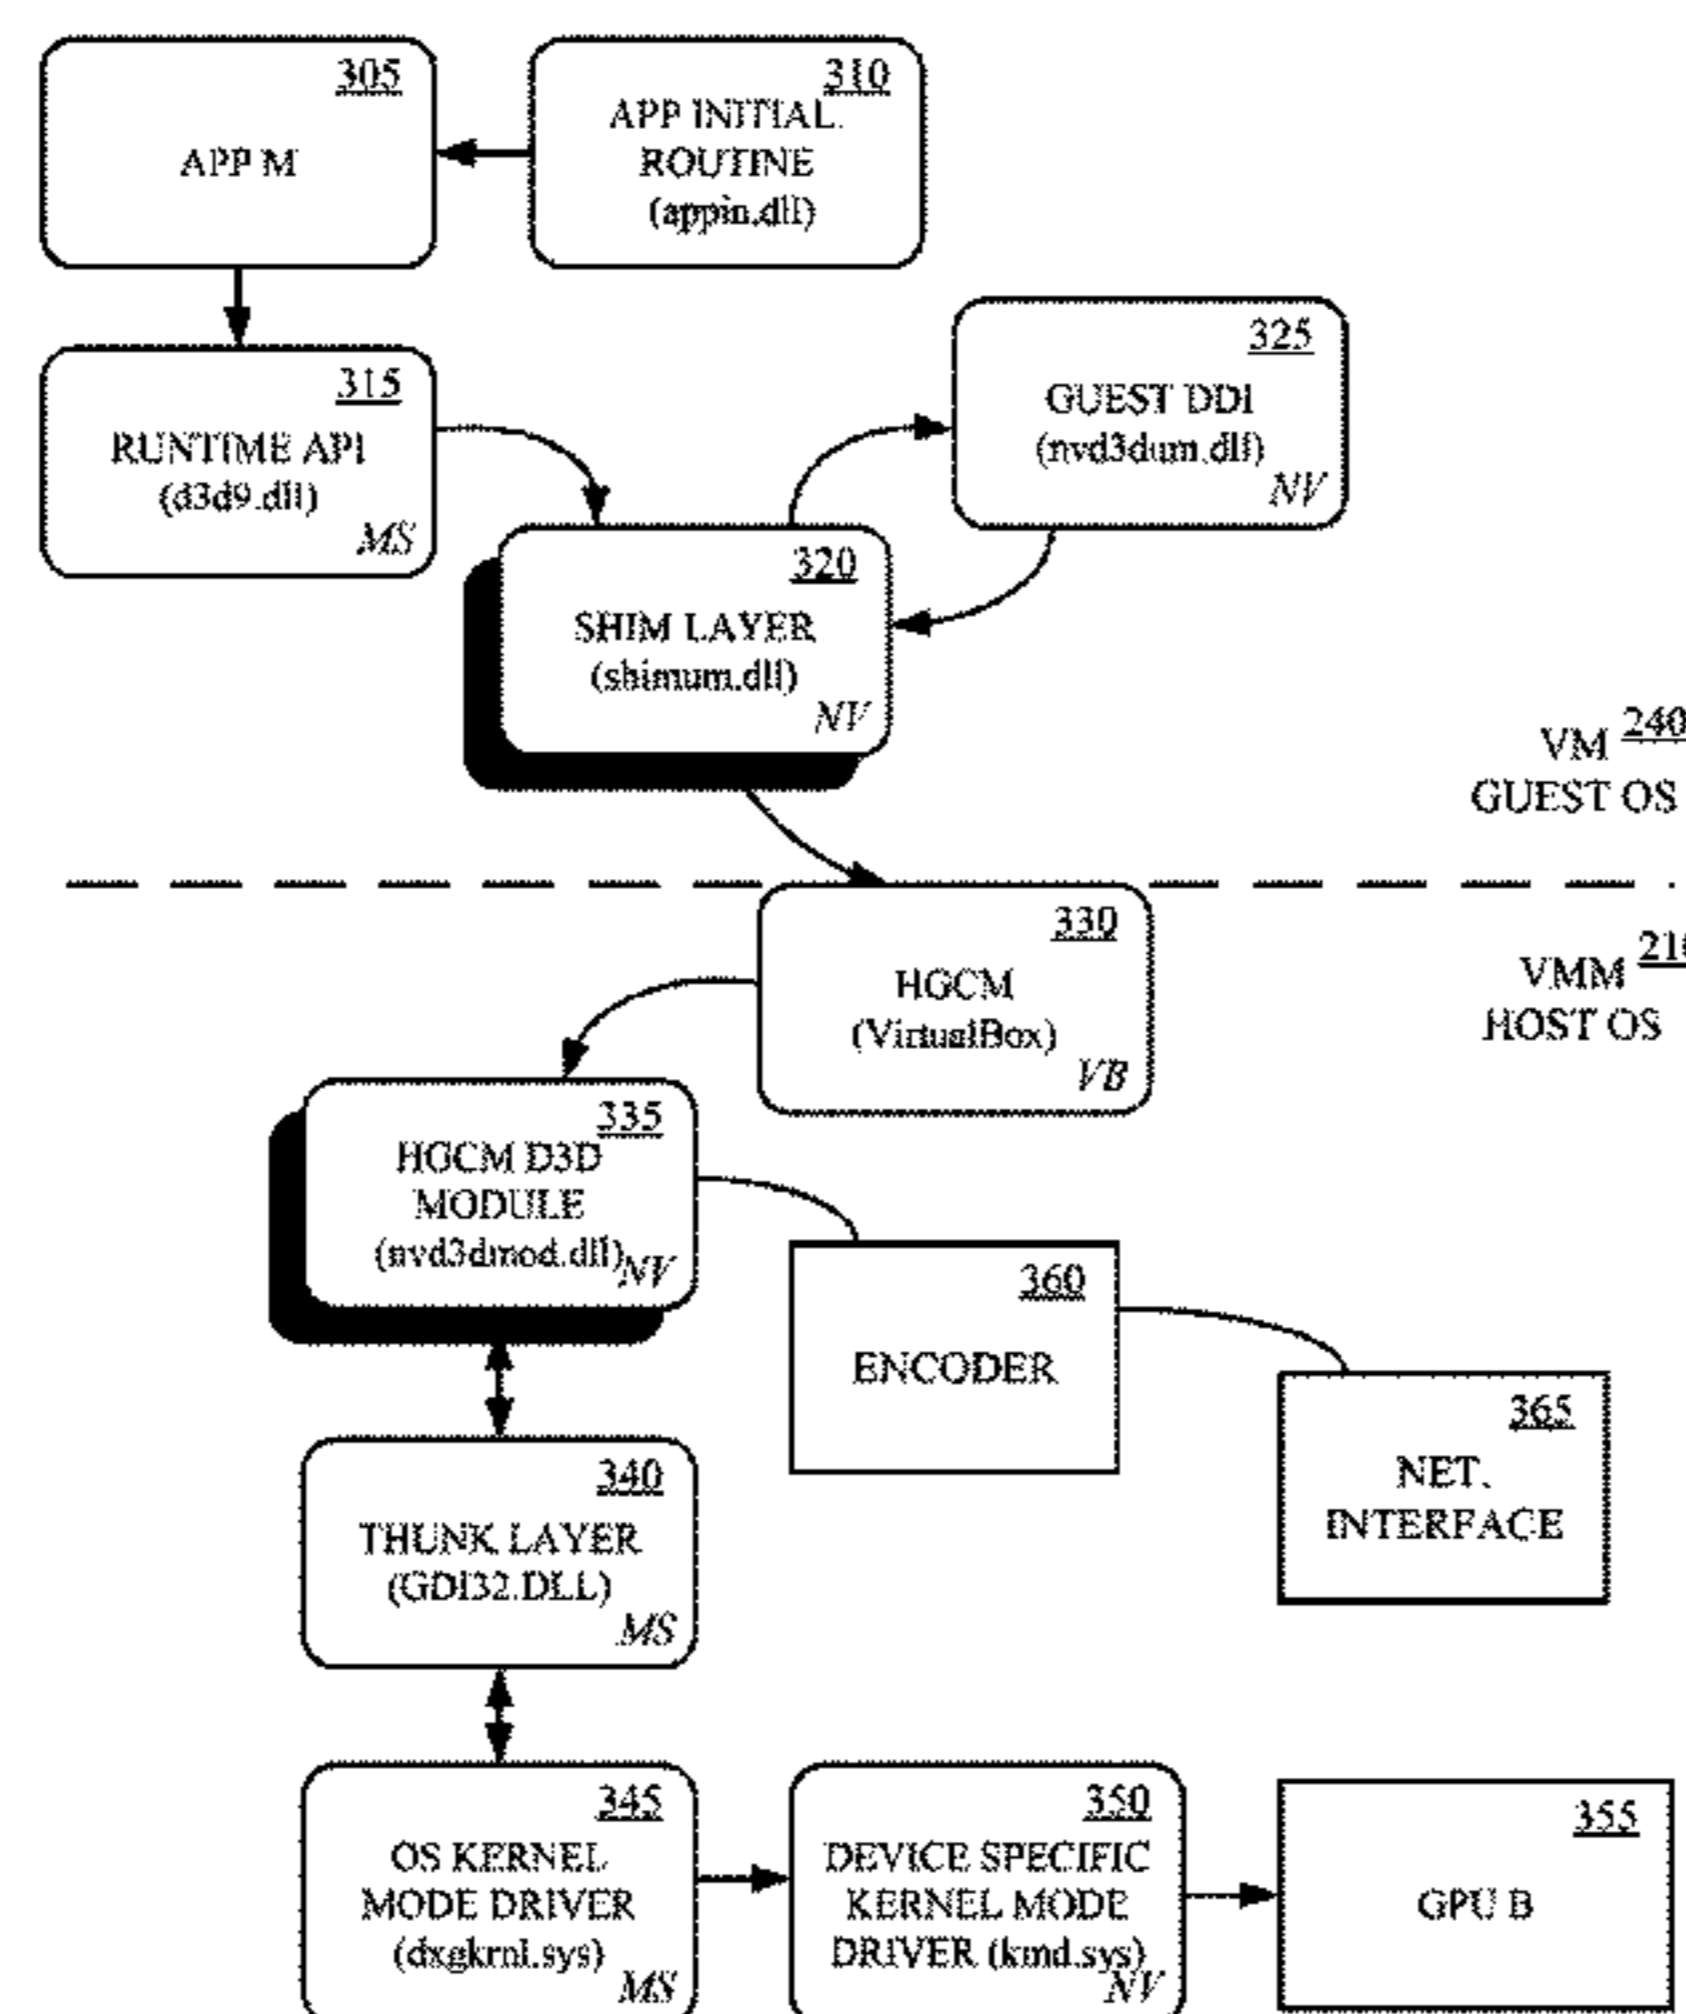 305
APP M
310
APP INITIAL.
ROUTINE
(appin.dll)
315
RUNTIME API
(d3d9.dll)
MS
325
GUEST DDI
(nvd3dum.dll)
NV
320
SHIM LAYER
(shimum.dll)
NV
VM 240
GUEST OS
330
HGCM
(VirtualBox)
VB
VMM 210
HOST OS
335
HGCM D3D
MODULE
(nvd3dmod.dll)
NV
360
ENCODER
365
NET.
INTERFACE
340
THUNK LAYER
(GDI32.DLL)
MS
345
OS KERNEL
MODE DRIVER
(dxgkrnl.sys)
MS
350
DEVICE SPECIFIC
KERNEL MODE
DRIVER (kmd.sys)
NV
355
GPU B